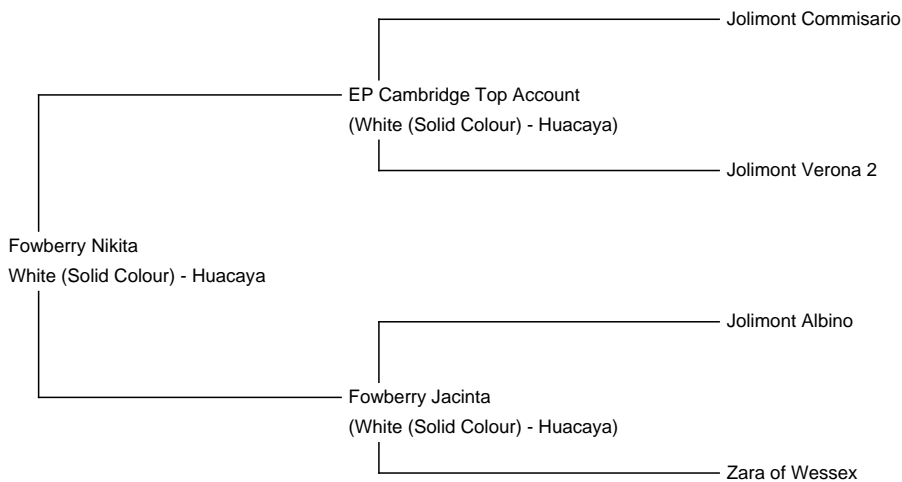 Jolimont Commisario
EP Cambridge Top Account
(White (Solid Colour) - Huacaya)
Jolimont Verona 2
Fowberry Nikita
White (Solid Colour) - Huacaya
Jolimont Albino
Fowberry Jacinta
(White (Solid Colour) - Huacaya)
Zara of Wessex